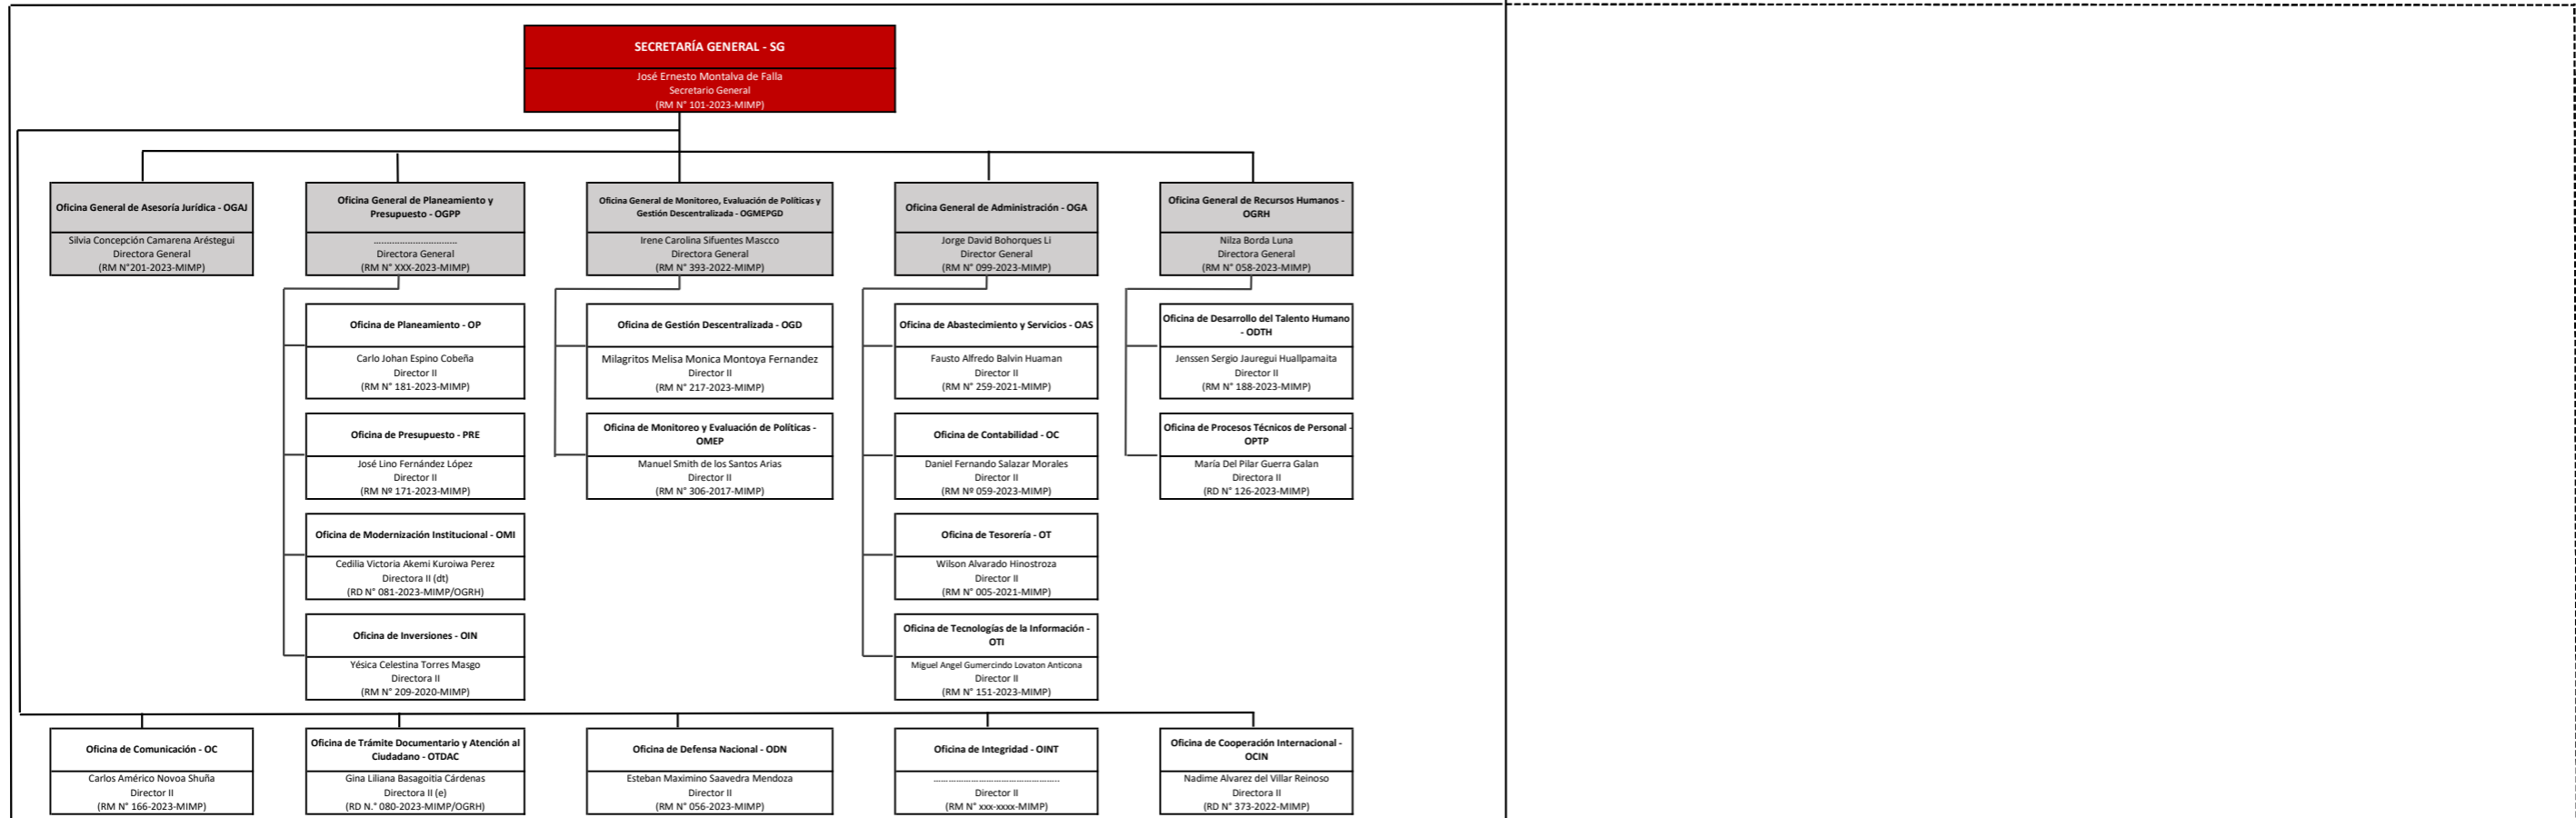 SECRETARÍA GENERAL - SG
José Ernesto Montalva de Falla
Secretario General
(RM N° 101-2023-MIMP)
Oficina General de Asesoría Jurídica - OGAJ
Silvia Concepción Camarena Aréstegui
Directora General
(RM N°201-2023-MIMP)
Oficina General de Planeamiento y
Presupuesto - OGPP
................................
Directora General
(RM N° XXX-2023-MIMP)
Oficina General de Monitoreo, Evaluación de Políticas y
Gestión Descentralizada - OGMEPGD
Irene Carolina Sifuentes Mascco
Directora General
(RM N° 393-2022-MIMP)
Oficina General de Administración - OGA
Jorge David Bohorques Li
Director General
(RM N° 099-2023-MIMP)
Oficina General de Recursos Humanos -
OGRH
Nilza Borda Luna
Directora General
(RM N° 058-2023-MIMP)
Oficina de Planeamiento - OP
Carlo Johan Espino Cobeña
Director II
(RM N° 181-2023-MIMP)
Oficina de Gestión Descentralizada - OGD
Milagritos Melisa Monica Montoya Fernandez
Director II
(RM N° 217-2023-MIMP)
Oficina de Abastecimiento y Servicios - OAS
Fausto Alfredo Balvin Huaman
Director II
(RM N° 259-2021-MIMP)
Oficina de Desarrollo del Talento Humano
- ODTH
Jenssen Sergio Jauregui Huallpamaita
Director II
(RM N° 188-2023-MIMP)
Oficina de Presupuesto - PRE
José Lino Fernández López
Director II
(RM Nº 171-2023-MIMP)
Oficina de Monitoreo y Evaluación de Políticas -
OMEP
Manuel Smith de los Santos Arias
Director II
(RM N° 306-2017-MIMP)
Oficina de Contabilidad - OC
Daniel Fernando Salazar Morales
Director II
(RM Nº 059-2023-MIMP)
Oficina de Procesos Técnicos de Personal -
OPTP
María Del Pilar Guerra Galan
Directora II
(RD N° 126-2023-MIMP)
Oficina de Modernización Institucional - OMI
Cedilia Victoria Akemi Kuroiwa Perez
Directora II (dt)
(RD N° 081-2023-MIMP/OGRH)
Oficina de Tesorería - OT
Wilson Alvarado Hinostroza
Director II
(RM N° 005-2021-MIMP)
Oficina de Inversiones - OIN
Yésica Celestina Torres Masgo
Directora II
(RM N° 209-2020-MIMP)
Oficina de Tecnologías de la Información -
OTI
Miguel Angel Gumercindo Lovaton Anticona
Director II
(RM N° 151-2023-MIMP)
Oficina de Comunicación - OC
Carlos Américo Novoa Shuña
Director II
(RM N° 166-2023-MIMP)
Oficina de Trámite Documentario y Atención al
Ciudadano - OTDAC
Gina Liliana Basagoitia Cárdenas
Directora II (e)
(RD N.° 080-2023-MIMP/OGRH)
Oficina de Defensa Nacional - ODN
Esteban Maximino Saavedra Mendoza
Director II
(RM N° 056-2023-MIMP)
Oficina de Integridad - OINT
................................................
Director II
(RM N° xxx-xxxx-MIMP)
Oficina de Cooperación Internacional -
OCIN
Nadime Alvarez del Villar Reinoso
Directora II
(RD N° 373-2022-MIMP)